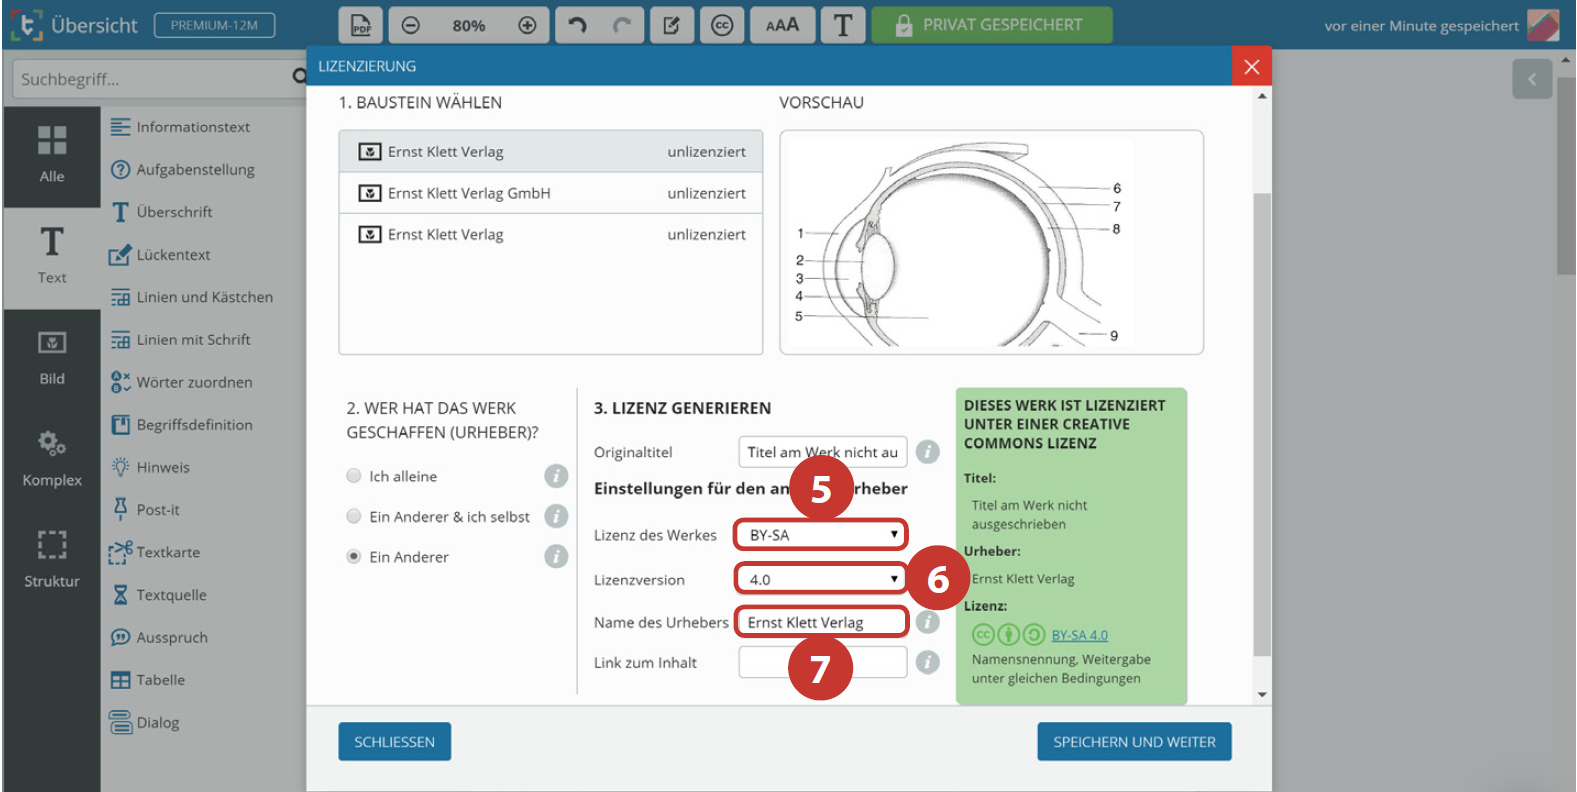 Übersicht
PREMIUM-12M
PDF
80%
CC
AAA
T
PRIVAT GESPEICHERT
vor einer Minute gespeichert
Suchbegriff...
Alle
Text
Bild
Komplex
Struktur
Informationstext
Aufgabenstellung
Überschrift
Lückentext
Linien und Kästchen
Linien mit Schrift
Wörter zuordnen
Begriffsdefinition
Hinweis
Post-it
Textkarte
Textquelle
Ausspruch
Tabelle
Dialog
LIZENZIERUNG
1. BAUSTEIN WÄHLEN
Ernst Klett Verlag unlizenziert
Ernst Klett Verlag GmbH unlizenziert
Ernst Klett Verlag unlizenziert
VORSCHAU
1
2
3
4
5
6
7
8
9
2. WER HAT DAS WERK
GESCHAFFEN (URHEBER)?
Ich alleine
Ein Anderer & ich selbst
Ein Anderer
3. LIZENZ GENERIEREN
Originaltitel Titel am Werk nicht au
Einstellungen für den an rheber
5
Lizenz des Werkes BY-SA
Lizenzversion 4.0
6
Name des Urhebers Ernst Klett Verlag
Link zum Inhalt
7
DIESES WERK IST LIZENZIERT
UNTER EINER CREATIVE
COMMONS LIZENZ
Titel:
Titel am Werk nicht
ausgeschrieben
Urheber:
Ernst Klett Verlag
Lizenz:
CC BY-SA 4.0
Namensnennung, Weitergabe
unter gleichen Bedingungen
SCHLIESSEN
SPEICHERN UND WEITER